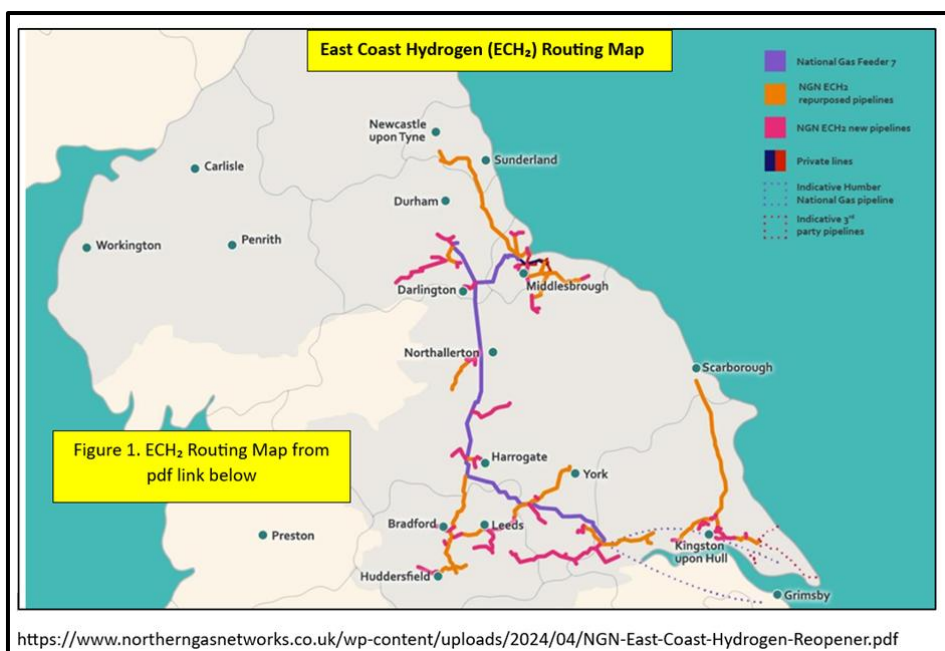 East Coast Hydrogen (ECH₂) Routing Map
National Gas Feeder 7
NGN ECH₂
repurposed pipelines
NGN ECH₂ new pipelines
Private lines
Indicative Humber
National Gas pipeline
Indicative 3rd
party pipelines
Newcastle
upon Tyne
Sunderland
Carlisle
Durham
Workington
Penrith
Darlington
Middlesbrough
Northallerton
Scarborough
Figure 1. ECH₂ Routing Map from
pdf link below
Harrogate
York
Bradford
Leeds
Preston
Kingston
upon Hull
Huddersfield
Grimsby
https://www.northerngasnetworks.co.uk/wp-content/uploads/2024/04/NGN-East-Coast-Hydrogen-Reopener.pdf